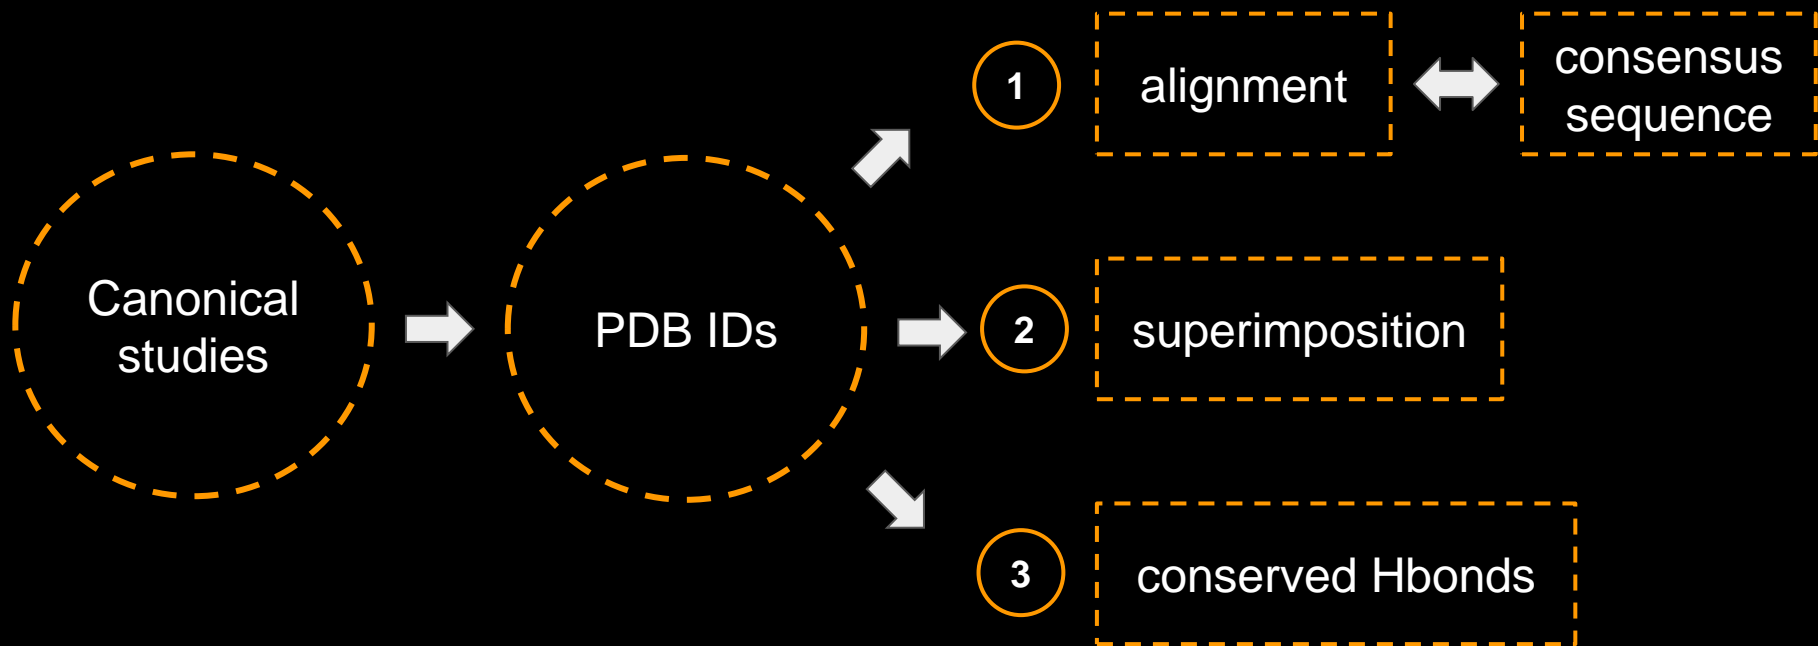 Canonical
studies
PDB IDs
1
alignment
consensus
sequence
2
superimposition
3
conserved Hbonds